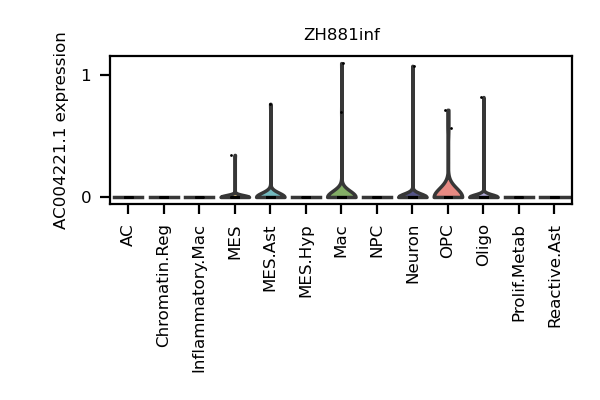 ZH881inf
AC004221.1 expression
1
0
AC
Chromatin.Reg
Inflammatory.Mac
MES
MES.Ast
MES.Hyp
Mac
NPC
Neuron
OPC
Oligo
Prolif.Metab
Reactive.Ast